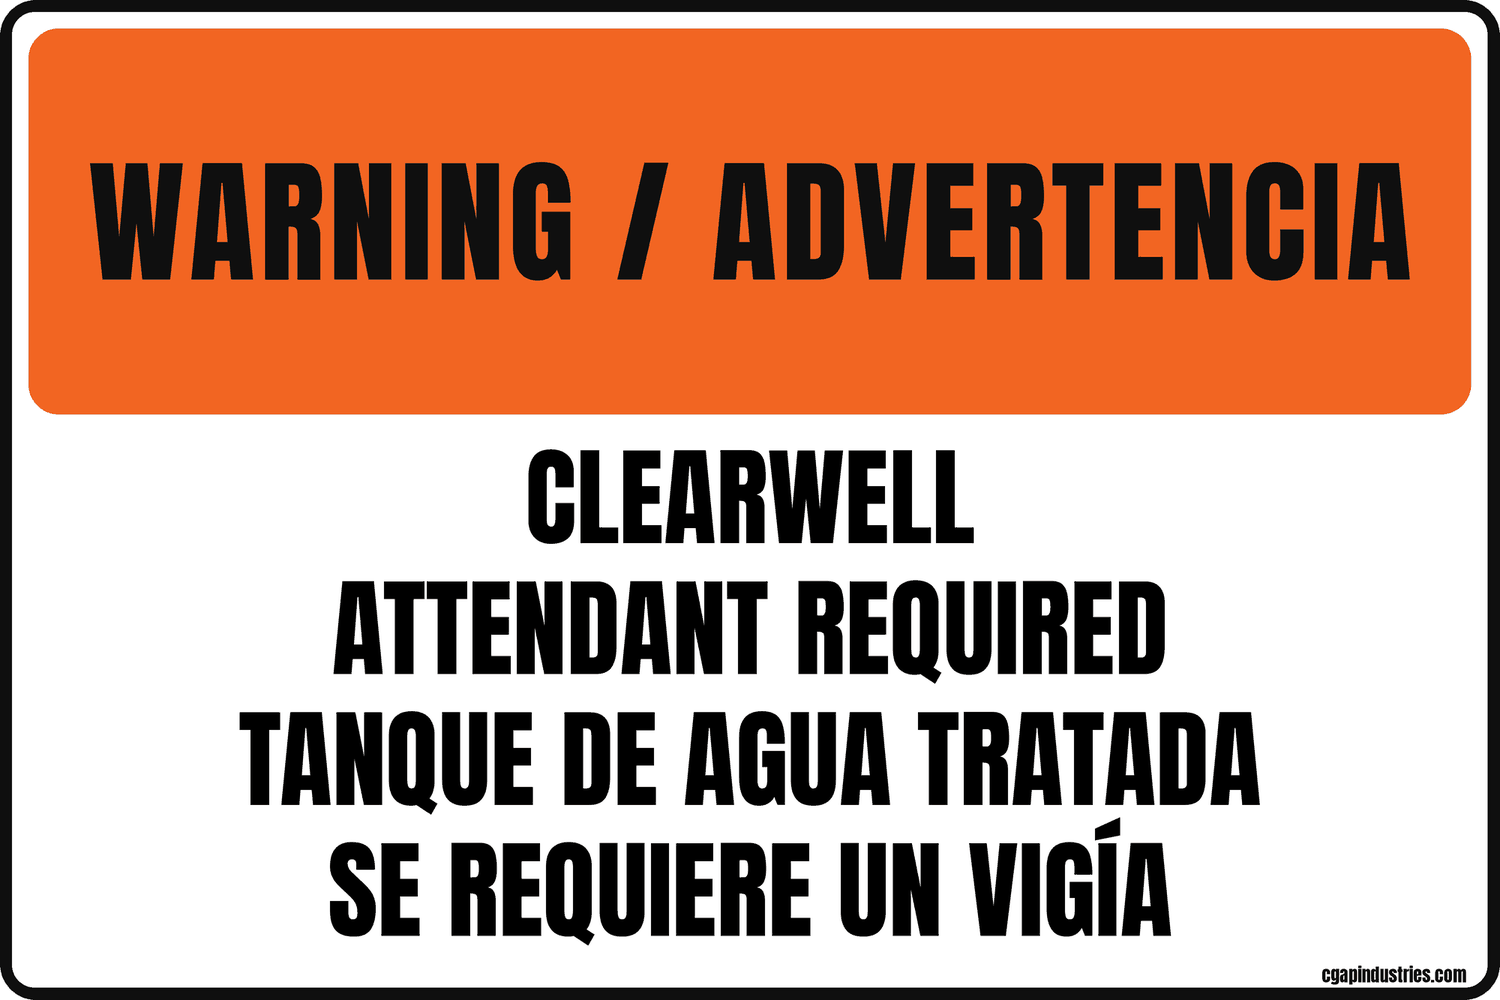 WARNING / ADVERTENCIA
CLEARWELL
ATTENDANT REQUIRED
TANQUE DE AGUA TRATADA
SE REQUIERE UN VIGÍA
cgapindustries.com